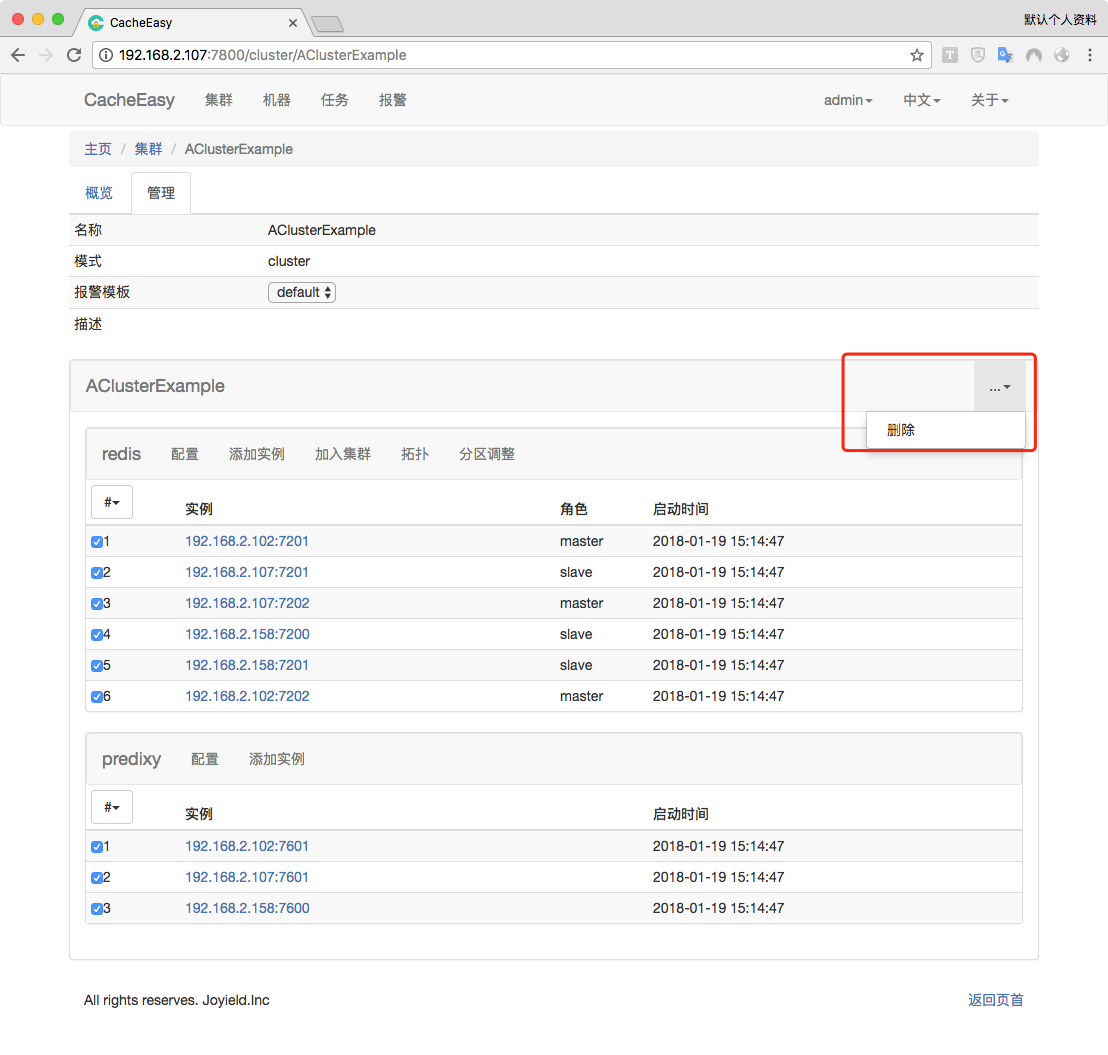 CacheEasy
默认个人资料
192.168.2.107:7800/cluster/AClusterExample
CacheEasy 集群 机器 任务 报警 admin 中文 关于
主页 / 集群 / AClusterExample
概览 管理
名称 AClusterExample
模式 cluster
报警模板 default
描述
AClusterExample ...
删除
redis 配置 添加实例 加入集群 拓扑 分区调整
# 实例 角色 启动时间
1 192.168.2.102:7201 master 2018-01-19 15:14:47
2 192.168.2.107:7201 slave 2018-01-19 15:14:47
3 192.168.2.107:7202 master 2018-01-19 15:14:47
4 192.168.2.158:7200 slave 2018-01-19 15:14:47
5 192.168.2.158:7201 slave 2018-01-19 15:14:47
6 192.168.2.102:7202 master 2018-01-19 15:14:47
predixy 配置 添加实例
# 实例 启动时间
1 192.168.2.102:7601 2018-01-19 15:14:47
2 192.168.2.107:7601 2018-01-19 15:14:47
3 192.168.2.158:7600 2018-01-19 15:14:47
All rights reserves. Joyield.Inc 返回页首